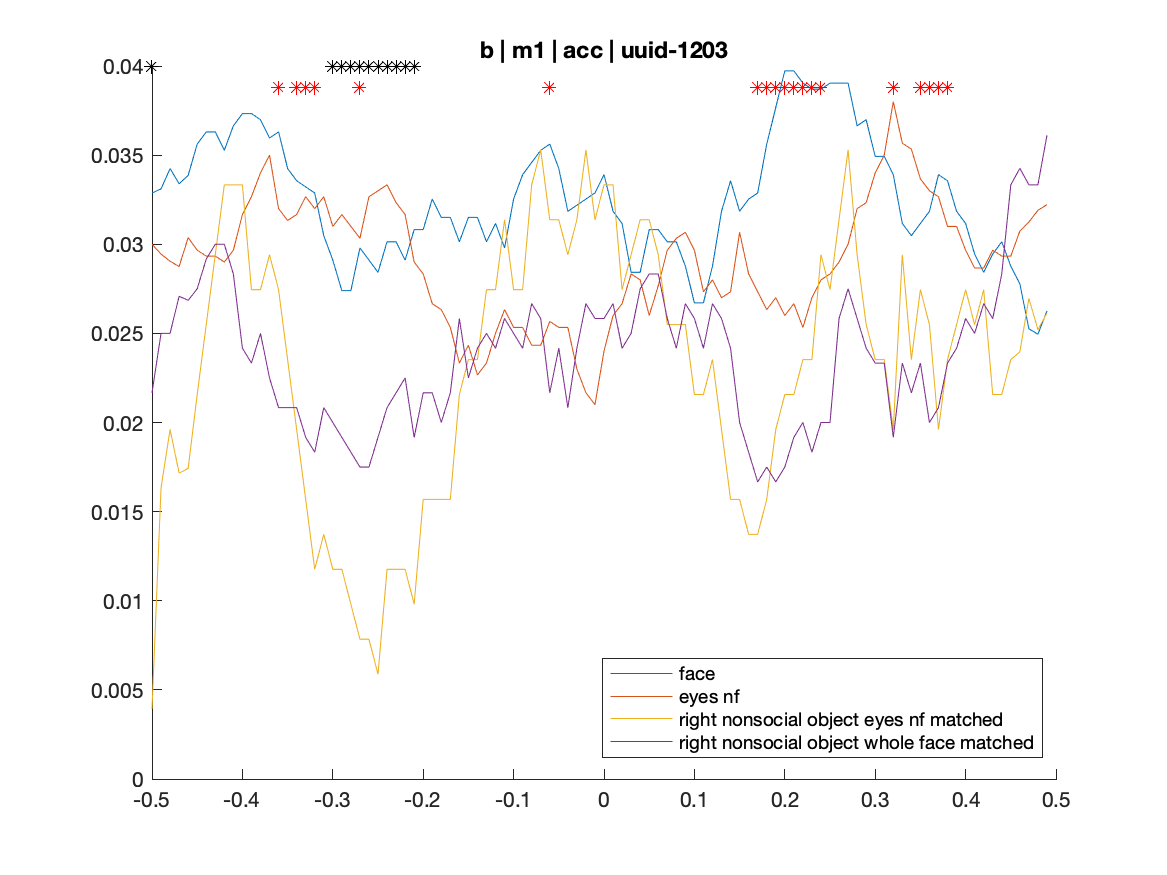 b | m1 | acc | uuid-1203
0.04
0.035
0.03
0.025
0.02
0.015
0.01
0.005
0
face
eyes nf
right nonsocial object eyes nf matched
right nonsocial object whole face matched
-0.5 -0.4 -0.3 -0.2 -0.1 0 0.1 0.2 0.3 0.4 0.5